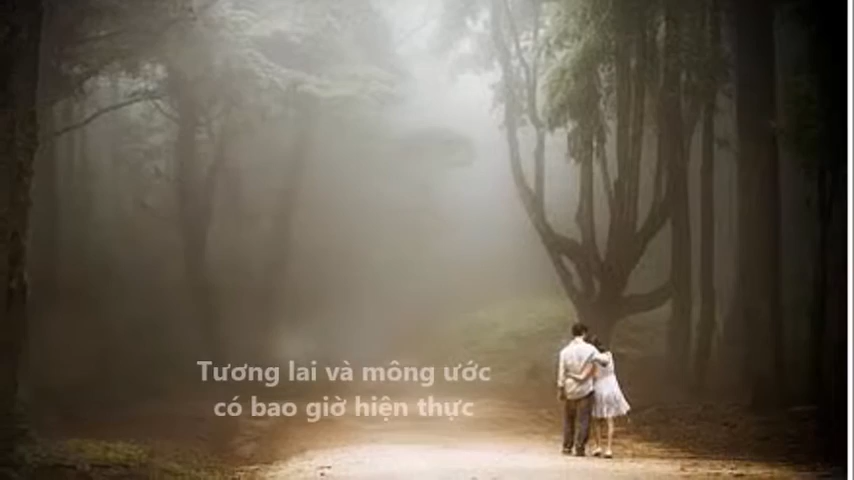 Tương lai và mông ước
có bao giờ hiện thực